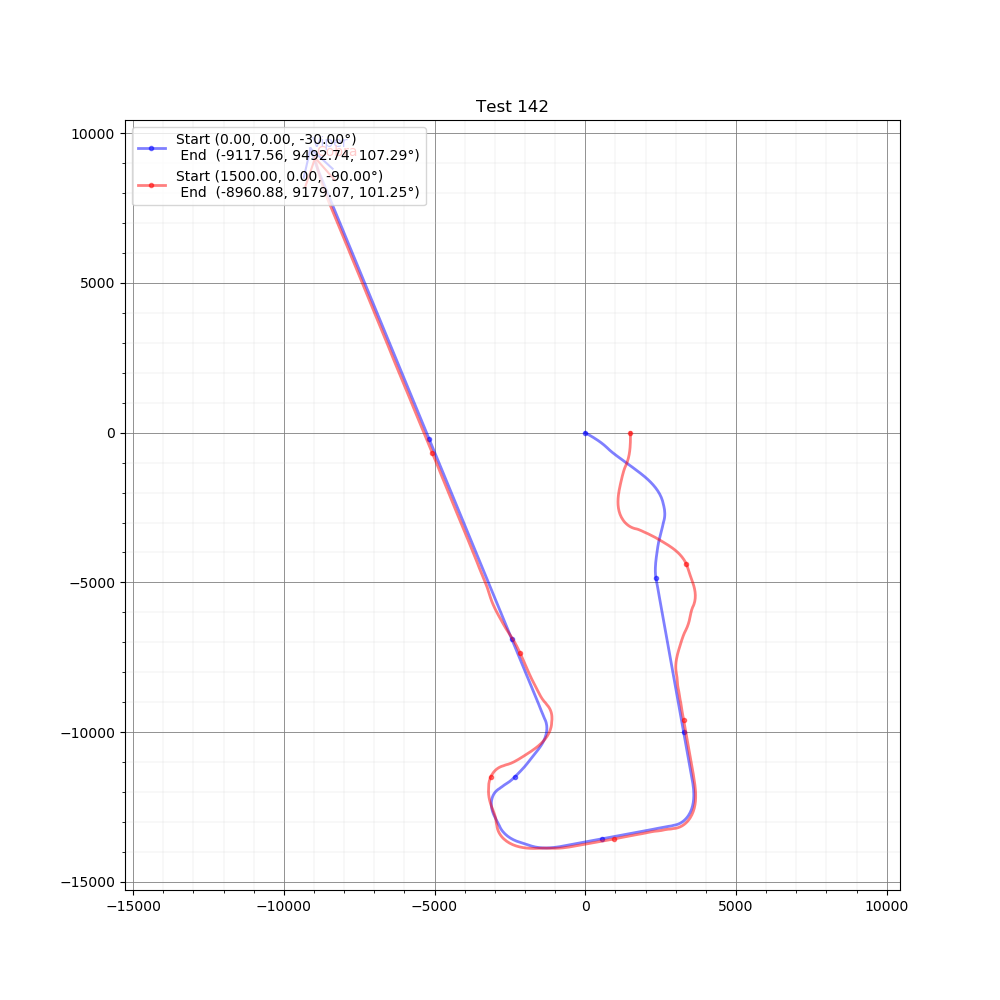 Test 142
Start (0.00, 0.00, -30.00°)
End (-9117.56, 9492.74, 107.29°)
Start (1500.00, 0.00, -90.00°)
End (-8960.88, 9179.07, 101.25°)
10000
5000
0
−5000
−10000
−15000
−15000 −10000 −5000 0 5000 10000